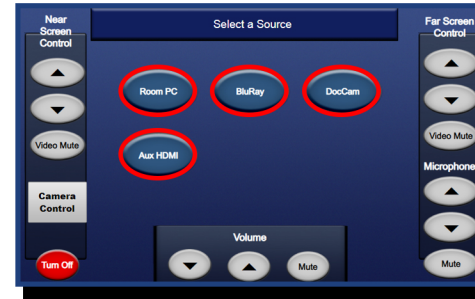 Near
Screen
Control
Select a Source
Far Screen
Control
Room PC
BluRay
DocCam
Video Mute
Video Mute
Aux HDMI
Microphone
Camera
Control
Volume
Turn Off
Mute
Mute